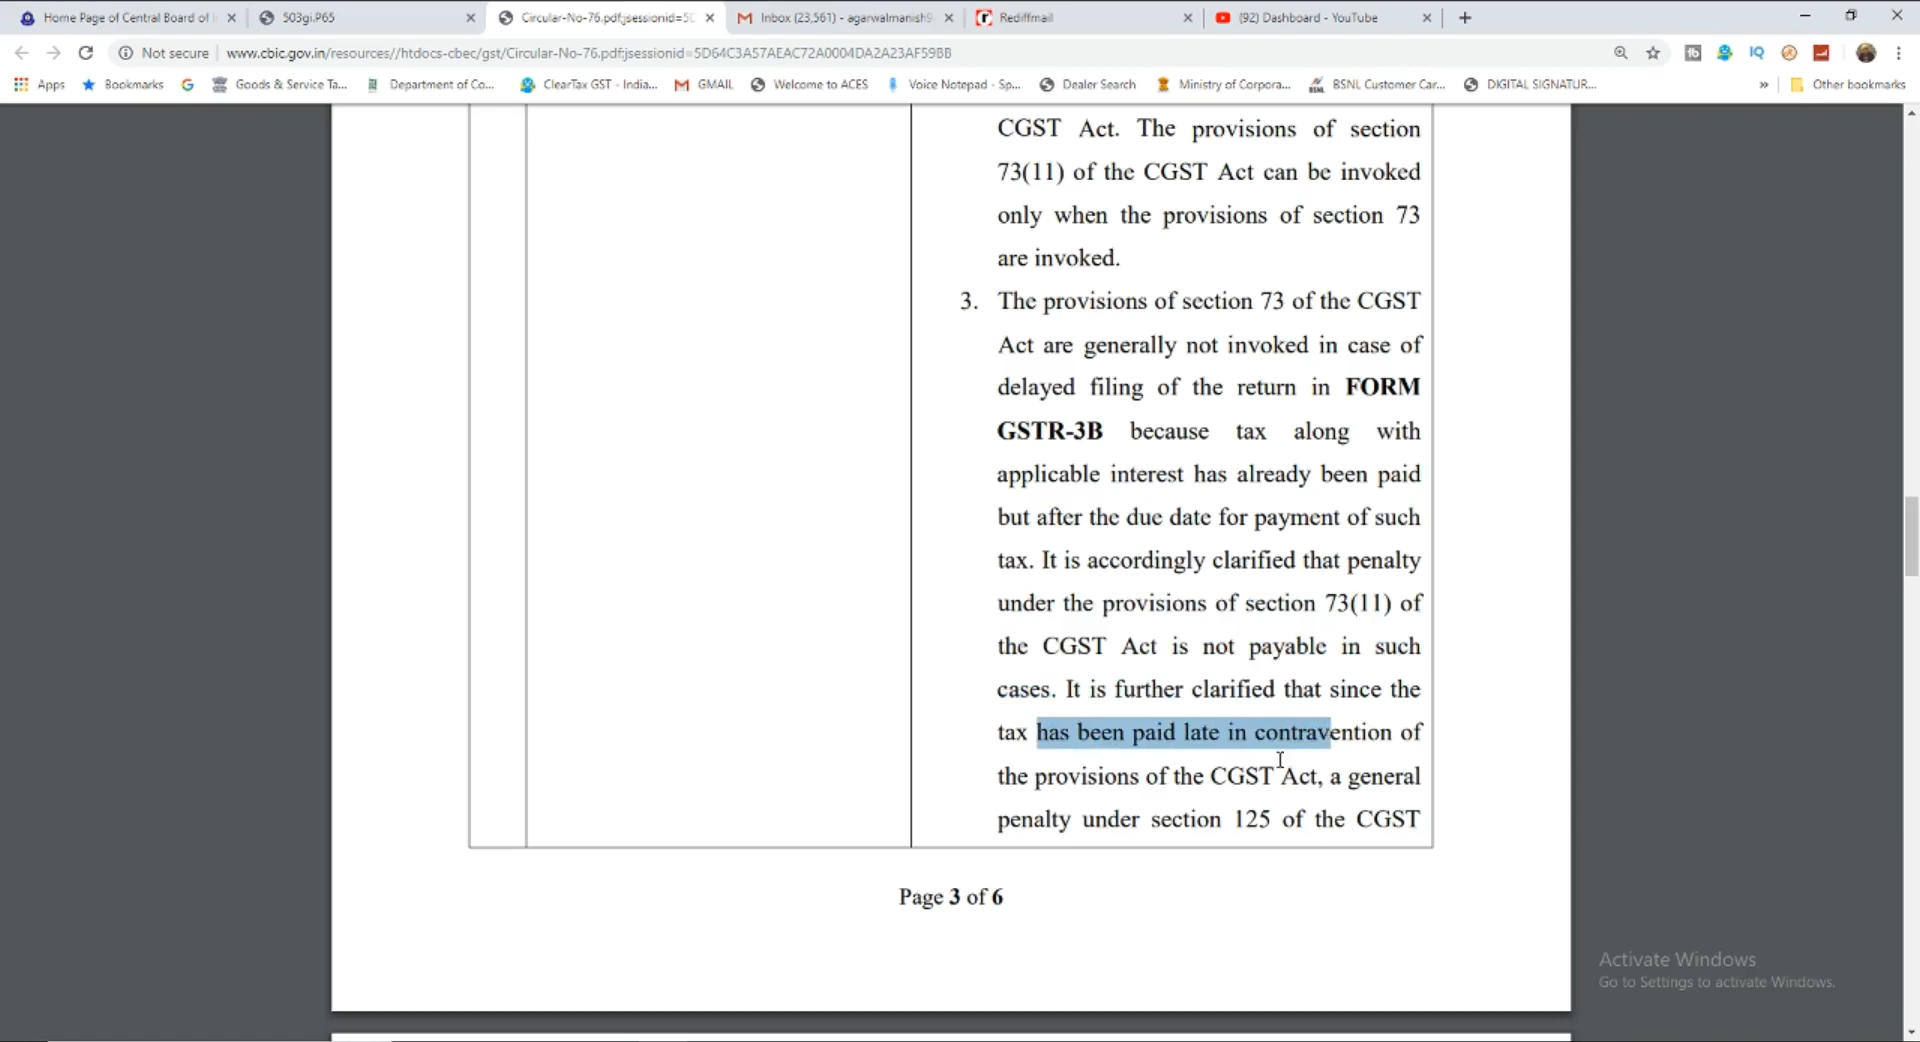 Home Page of Central Board of I
503gi.P65
Circular-No-76.pdf;jsessionid=5D
Inbox (23,561) - agarwalmanish9
Rediffmail
(92) Dashboard - YouTube
Not secure
www.cbic.gov.in/resources//htdocs-cbec/gst/Circular-No-76.pdf;jsessionid=5D64C3A57AEAC72A0004DA2A23AF59BB
Apps
Bookmarks
Goods & Service Ta...
Department of Co...
ClearTax GST - India...
GMAIL
Welcome to ACES
Voice Notepad - Sp...
Dealer Search
Ministry of Corpora...
BSNL Customer Car...
DIGITAL SIGNATUR...
»
Other bookmarks
CGST Act. The provisions of section
73(11) of the CGST Act can be invoked
only when the provisions of section 73
are invoked.
3. The provisions of section 73 of the CGST
Act are generally not invoked in case of
delayed filing of the return in FORM
GSTR-3B because tax along with
applicable interest has already been paid
but after the due date for payment of such
tax. It is accordingly clarified that penalty
under the provisions of section 73(11) of
the CGST Act is not payable in such
cases. It is further clarified that since the
tax has been paid late in contravention of
the provisions of the CGST Act, a general
penalty under section 125 of the CGST
Page 3 of 6
Activate Windows
Go to Settings to activate Windows.